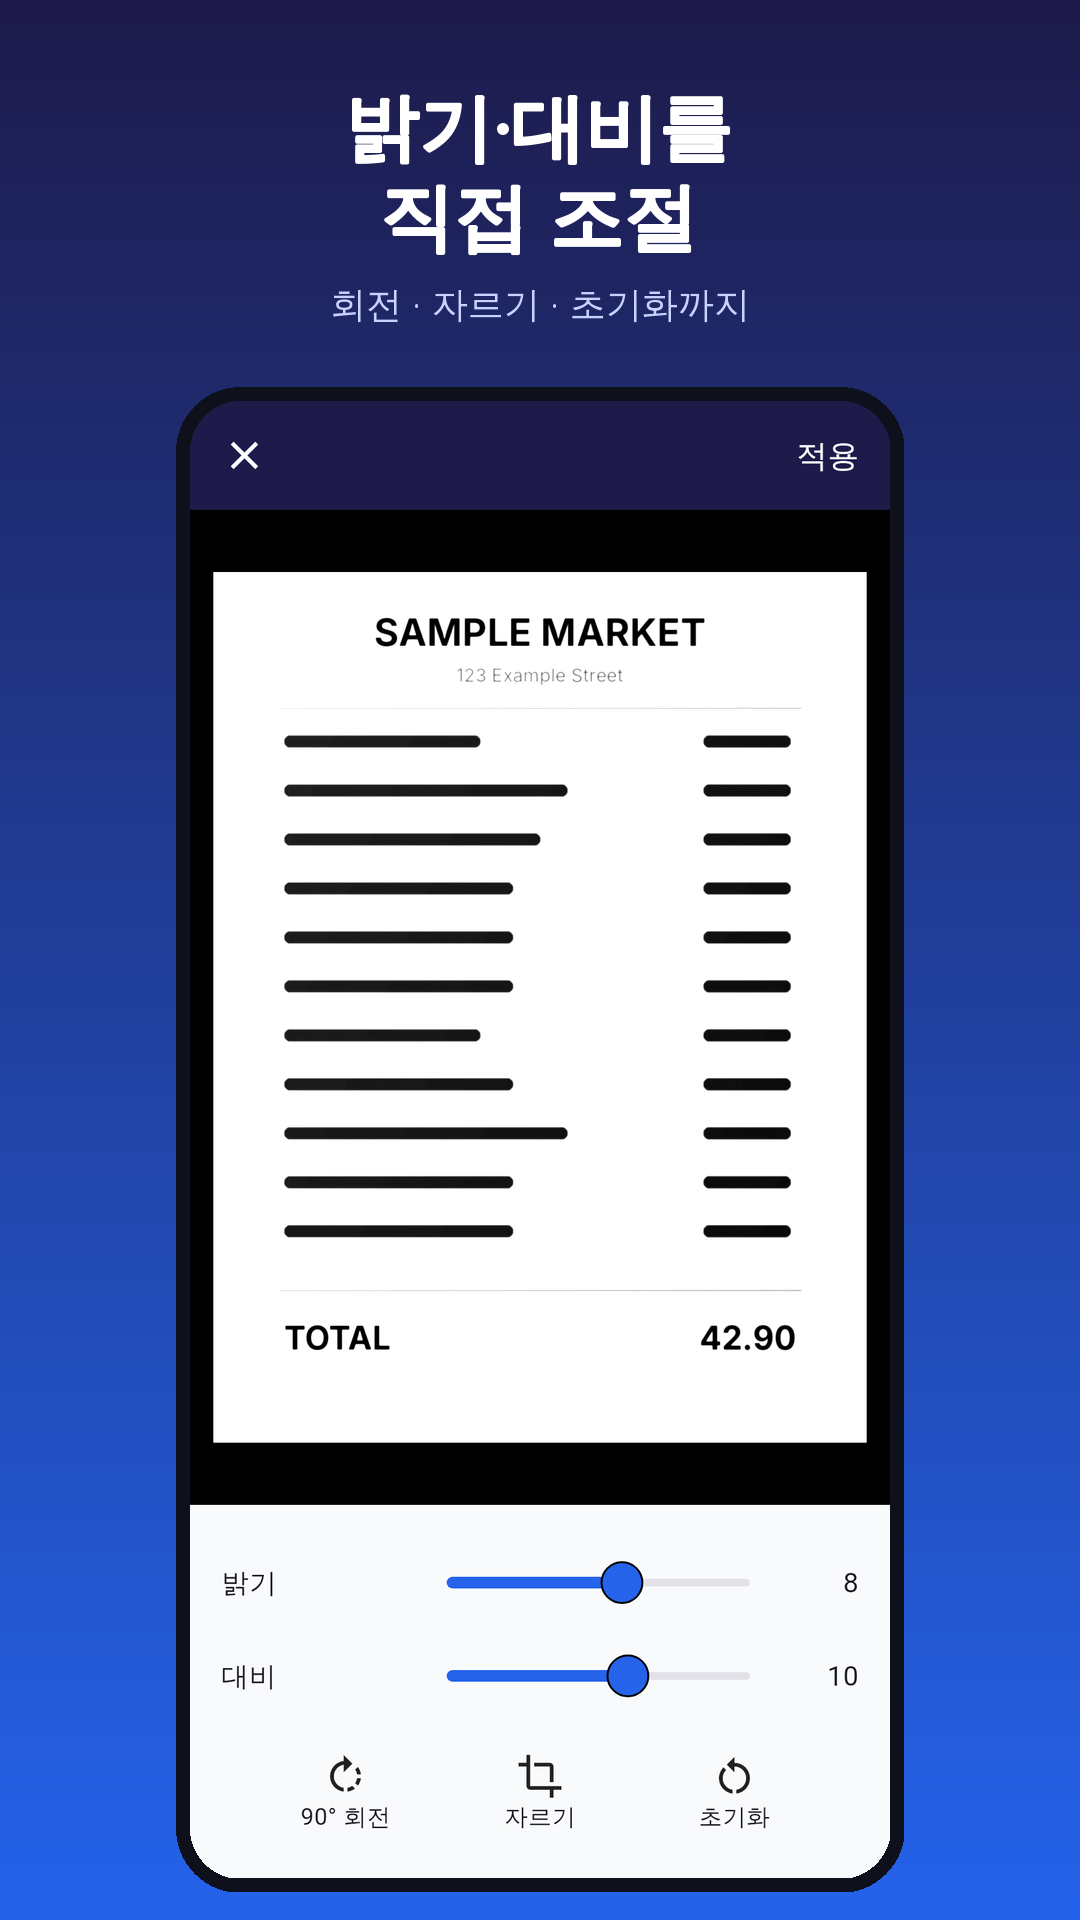 밝기·대비를
직접 조절
회전 · 자르기 · 초기화까지
적용
SAMPLE MARKET
123 Example Street
TOTAL 42.90
밝기 8
대비 10
90° 회전 자르기 초기화